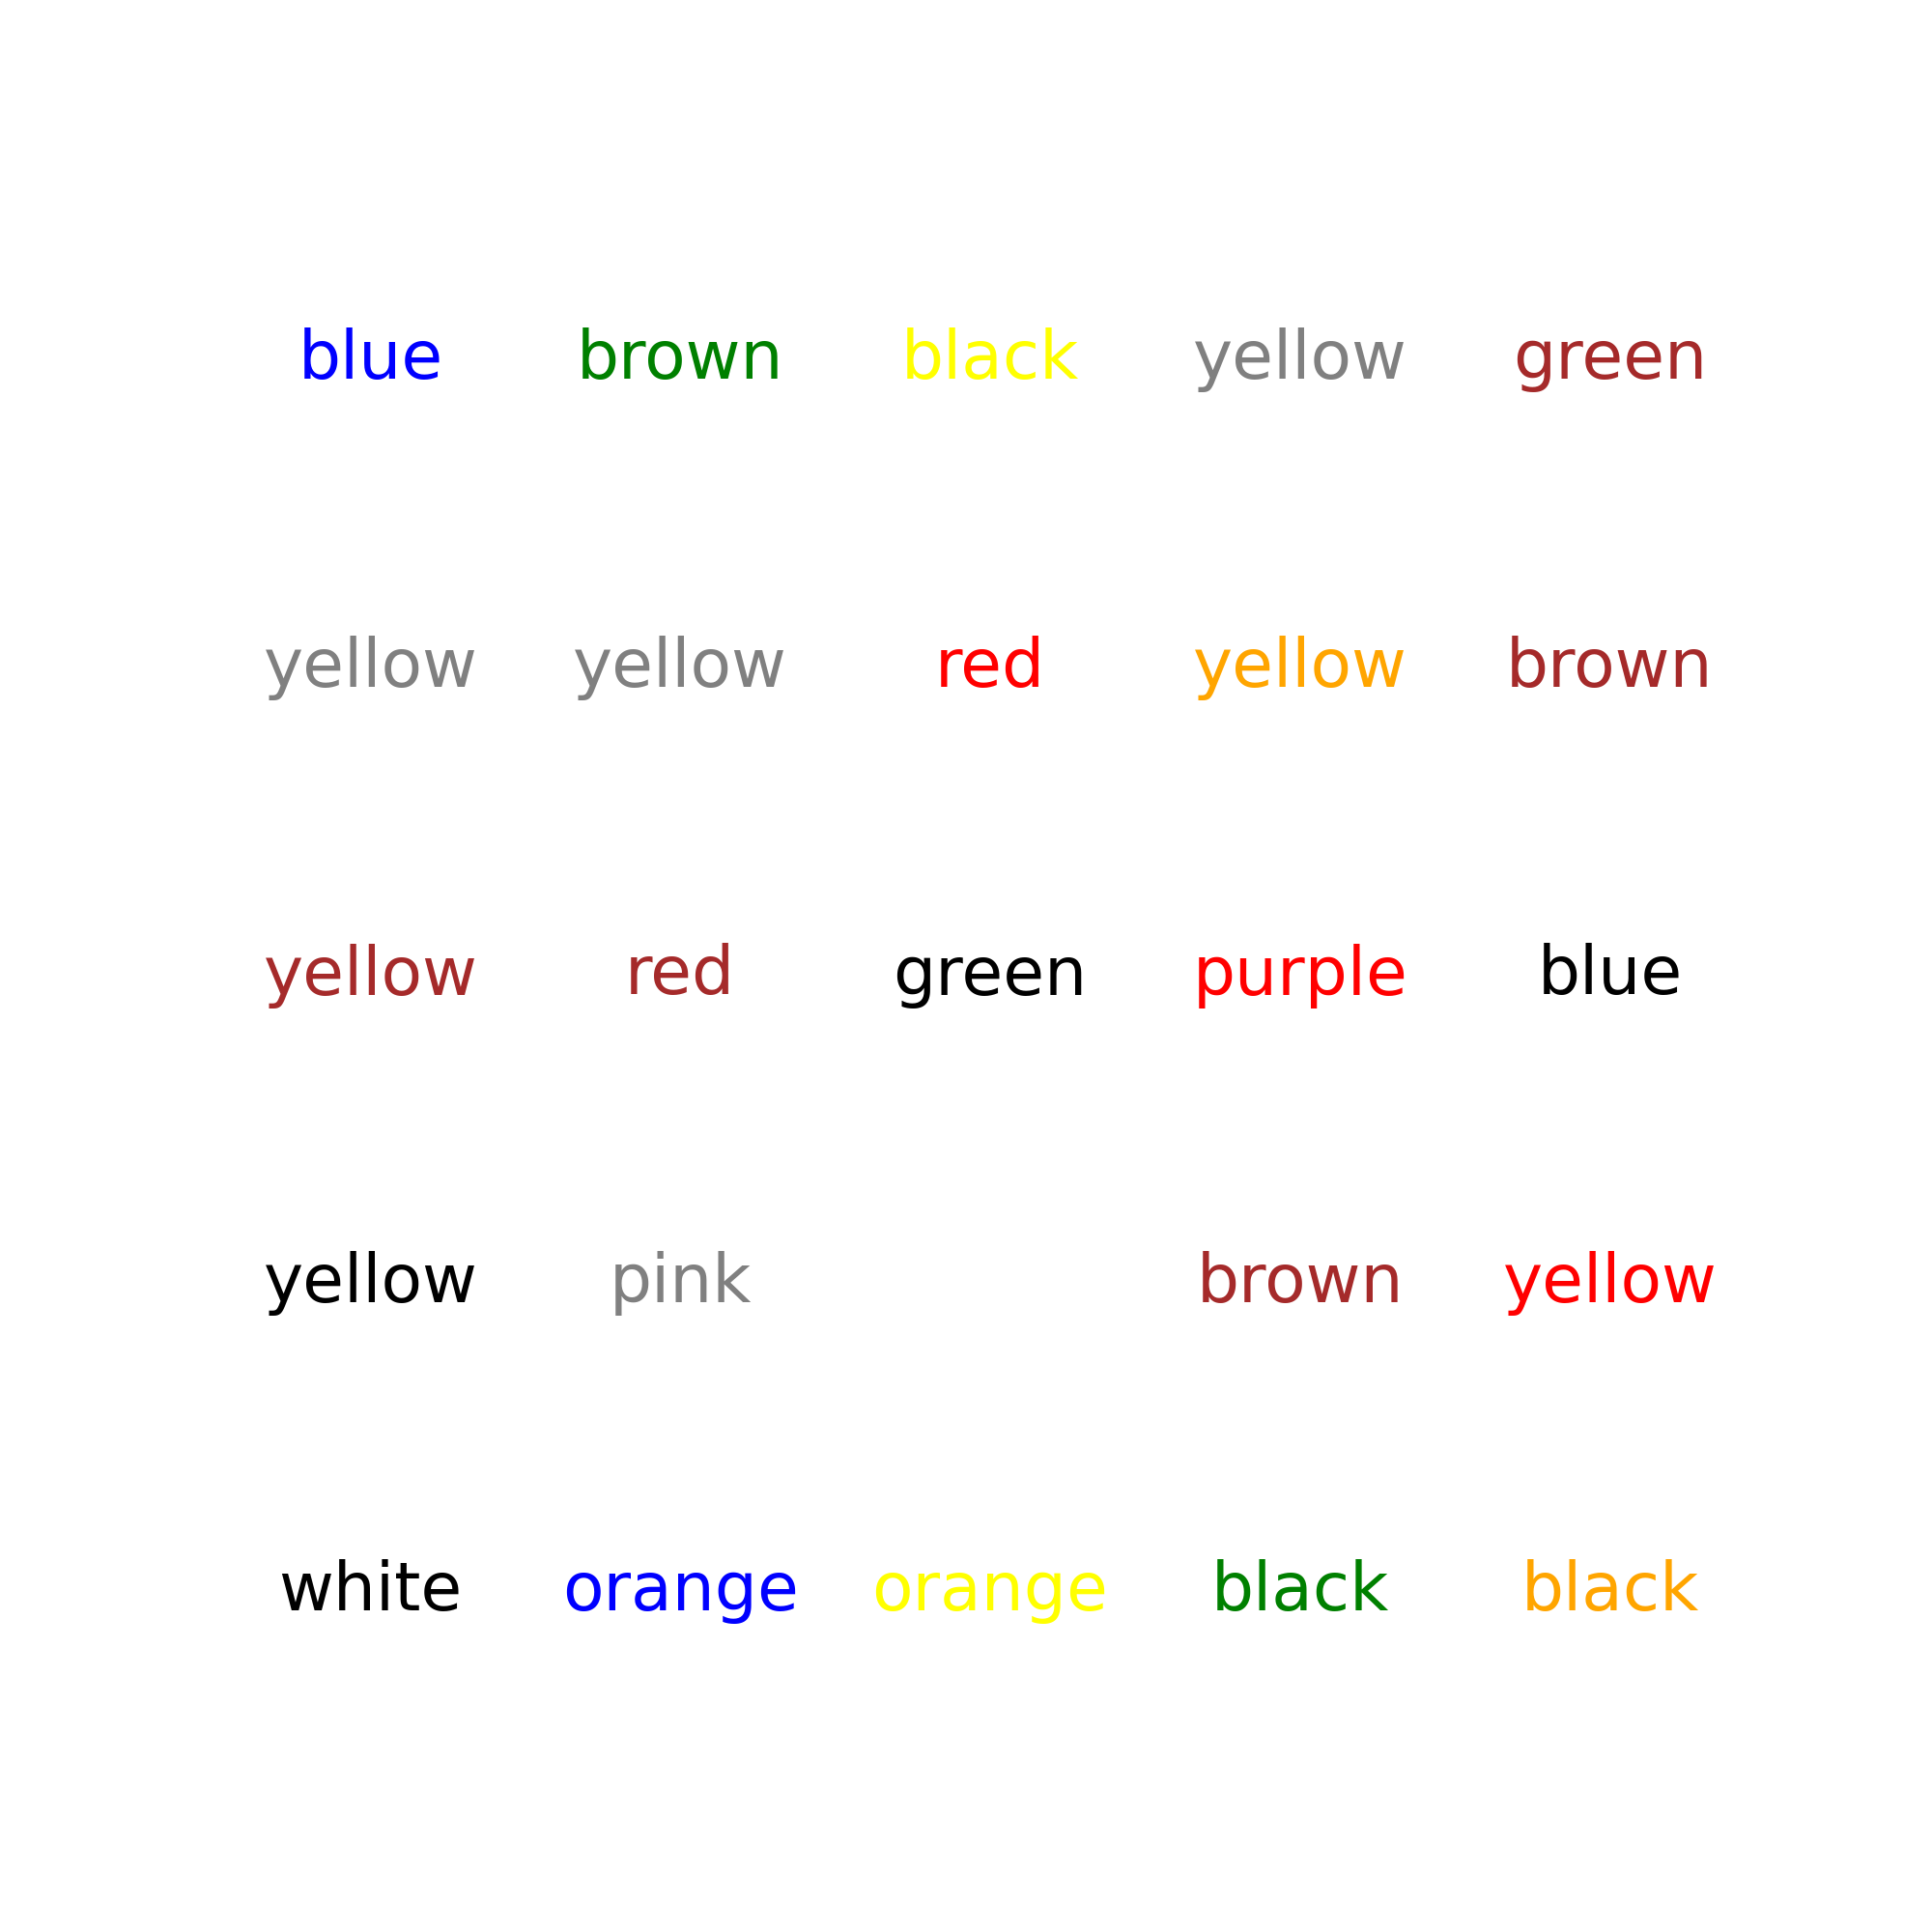 blue brown black yellow green
yellow yellow red yellow brown
yellow red green purple blue
yellow pink brown yellow
white orange orange black black